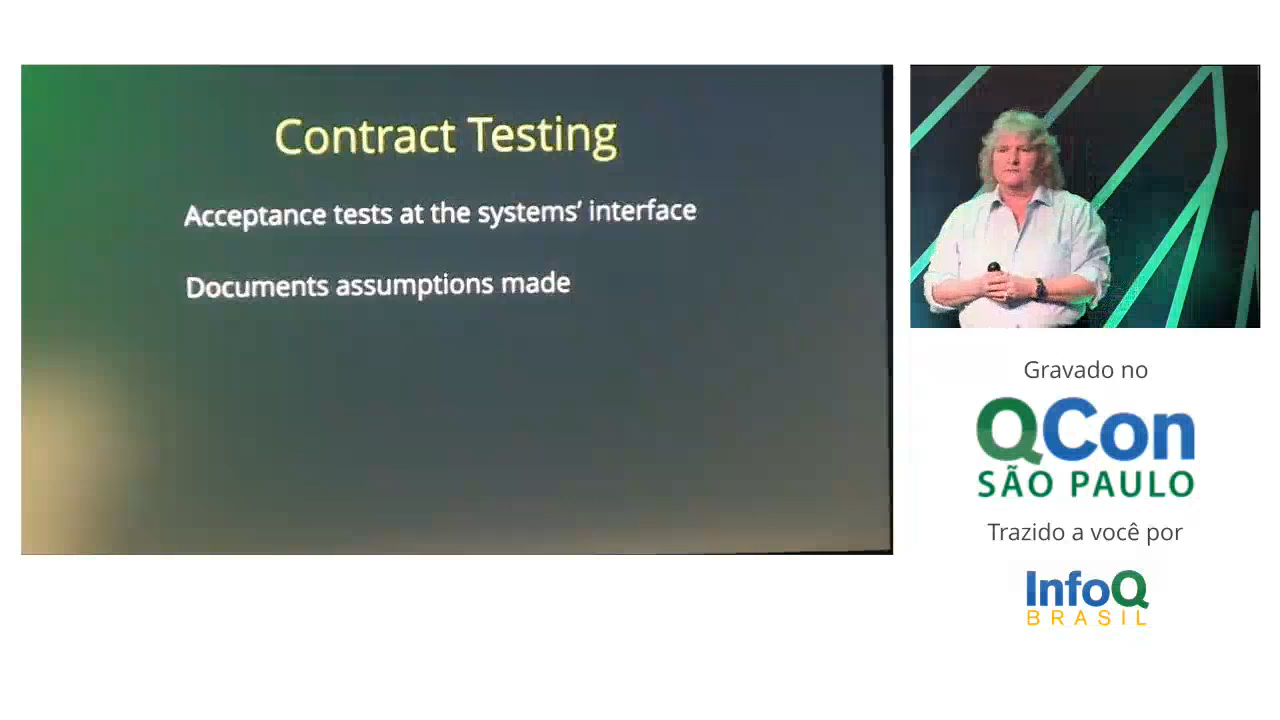 Contract Testing
Acceptance tests at the systems’ interface
Documents assumptions made
Gravado no
QCon
SÃO PAULO
Trazido a você por
InfoQ
BRASIL